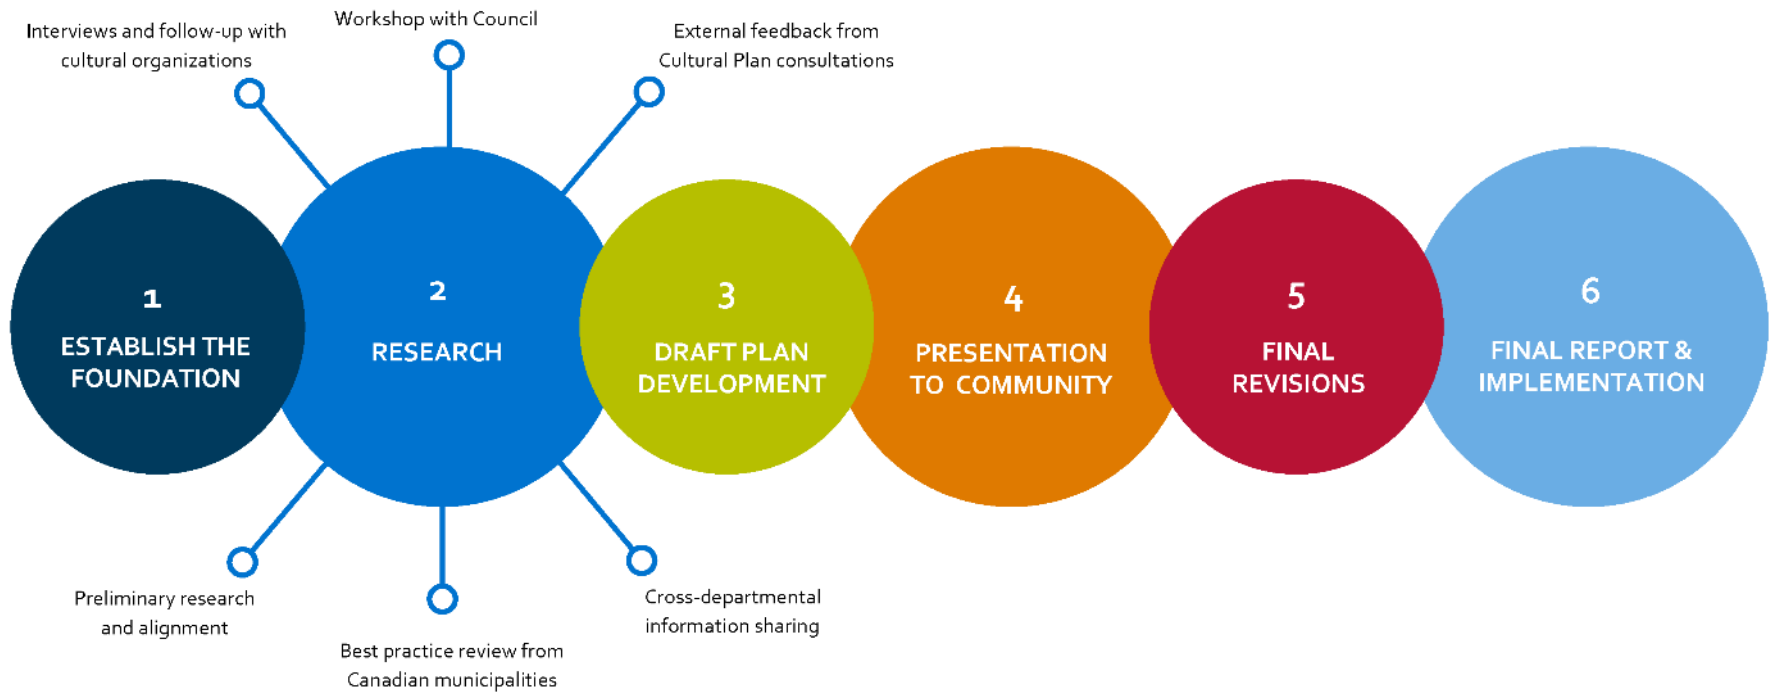 Interviews and follow-up with
cultural organizations
Workshop with Council
External feedback from
Cultural Plan consultations
1
ESTABLISH THE
FOUNDATION
2
RESEARCH
3
DRAFT PLAN
DEVELOPMENT
4
PRESENTATION
TO COMMUNITY
5
FINAL
REVISIONS
6
FINAL REPORT &
IMPLEMENTATION
Preliminary research
and alignment
Best practice review from
Canadian municipalities
Cross-departmental
information sharing